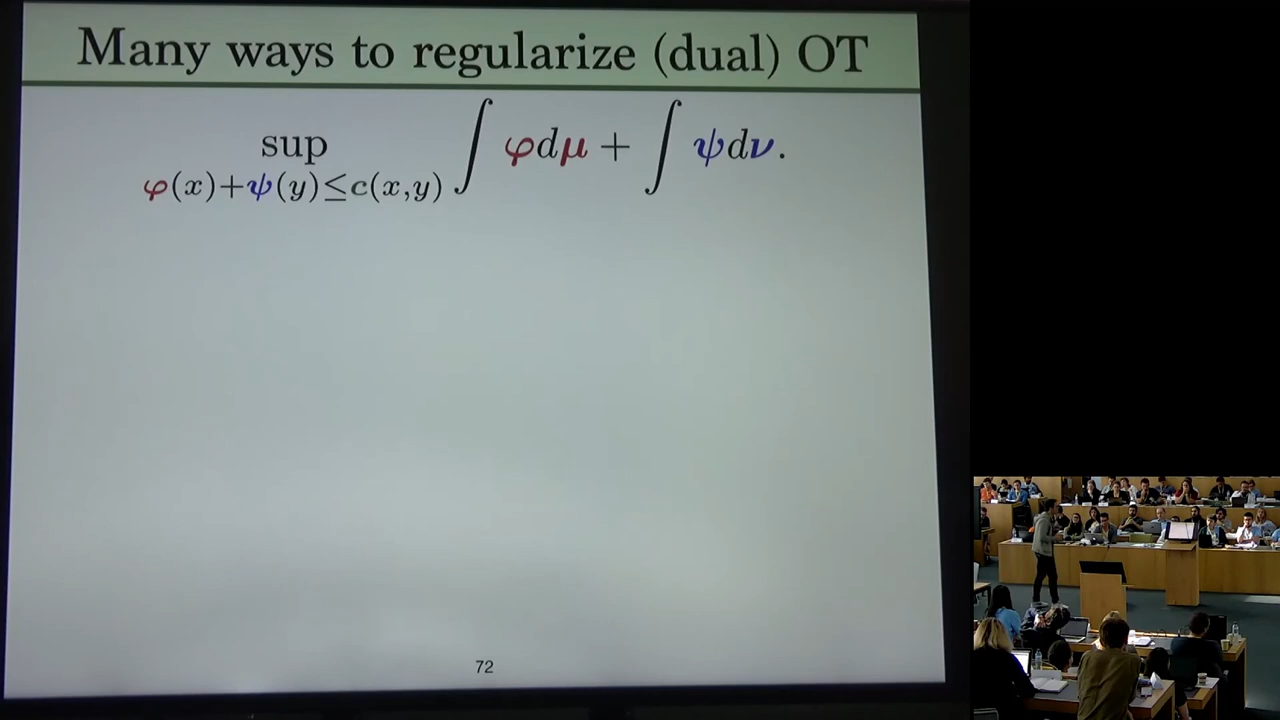 Many ways to regularize (dual) OT
sup ∫ φdμ + ∫ ψdν.
φ(x)+ψ(y)≤c(x,y)
72